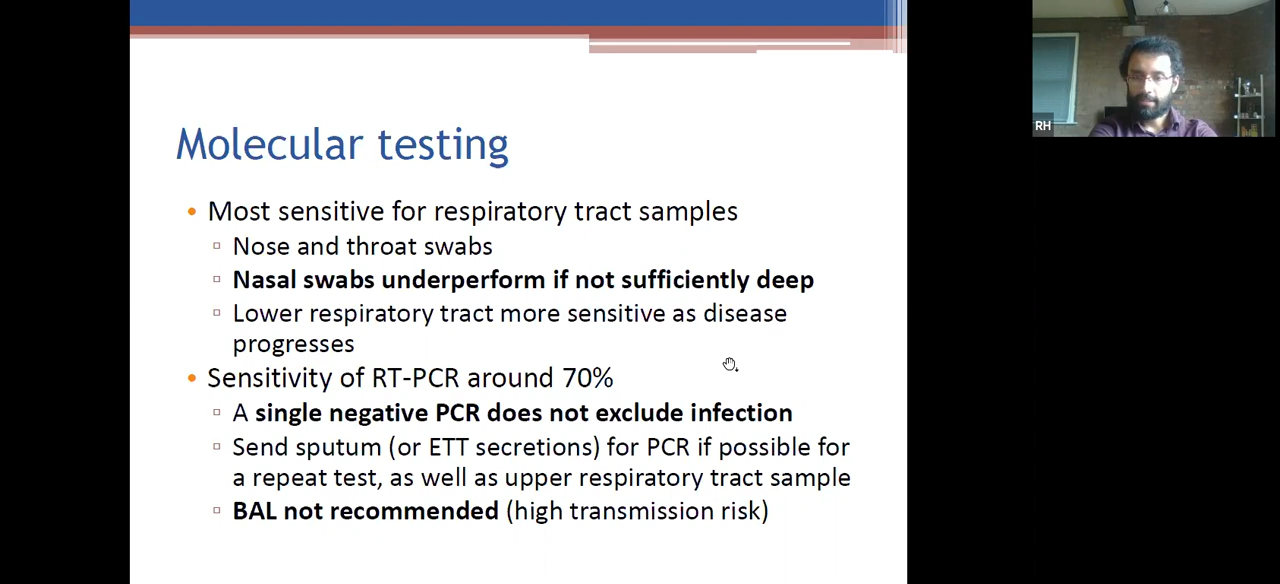 Molecular testing
• Most sensitive for respiratory tract samples
▫ Nose and throat swabs
▫ Nasal swabs underperform if not sufficiently deep
▫ Lower respiratory tract more sensitive as disease
progresses
• Sensitivity of RT-PCR around 70%
▫ A single negative PCR does not exclude infection
▫ Send sputum (or ETT secretions) for PCR if possible for
a repeat test, as well as upper respiratory tract sample
▫ BAL not recommended (high transmission risk)
RH